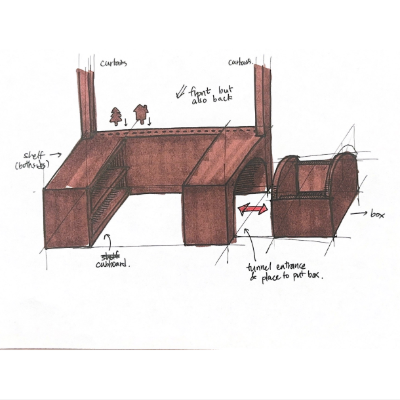 curtains
curtains.
front but
also back
shelf
(both sides)
box
shelf
cupboard.
tunnel entrance
& place to put box.